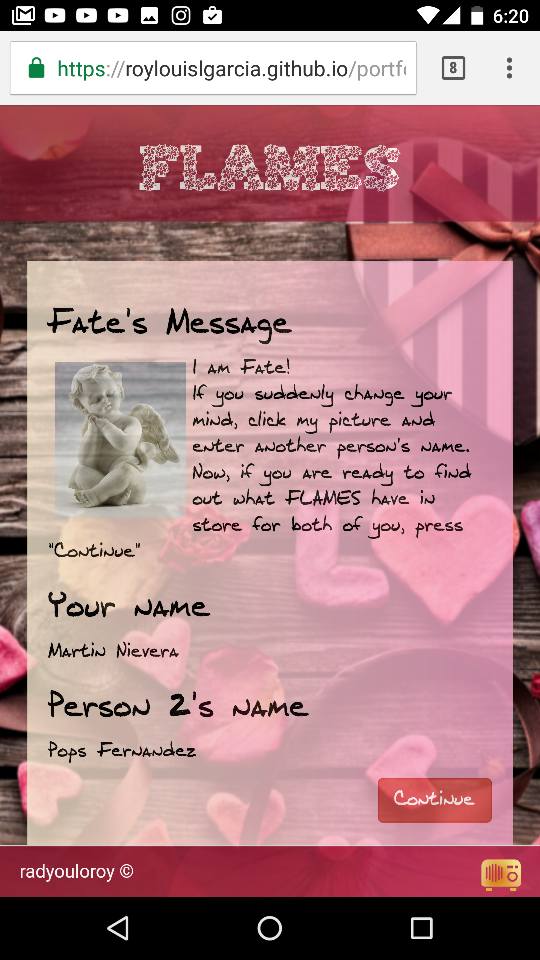 6:20
https://roylouislgarcia.github.io/portf
8
FLAMES
Fate's Message
I am Fate!
If you suddenly change your
mind, click my picture and
enter another person's name.
Now, if you are ready to find
out what FLAMES have in
store for both of you, press
"Continue"
Your name
Martin Nievera
Person 2's name
Pops Fernandez
Continue
radyouloroy ©